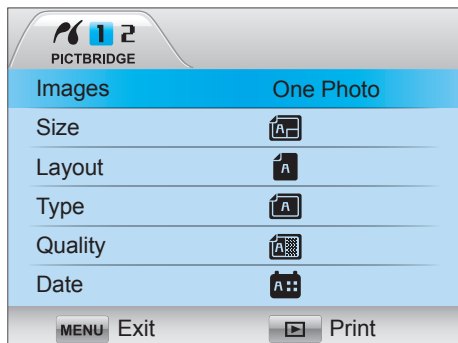 1 2
PICTBRIDGE
Images One Photo
Size A
Layout A
Type A
Quality A
Date A
MENU Exit Print